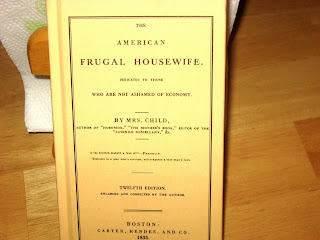 THE
AMERICAN
FRUGAL HOUSEWIFE.
DEDICATED TO THOSE
WHO ARE NOT ASHAMED OF ECONOMY.
BY MRS. CHILD,
AUTHOR OF "HOBOMOK," "THE MOTHER'S BOOK," EDITOR OF THE
"JUVENILE MISCELLANY," &c.
TWELFTH EDITION.
ENLARGED AND CORRECTED BY THE AUTHOR.
BOSTON:
CARTER, HENDEE, AND CO.